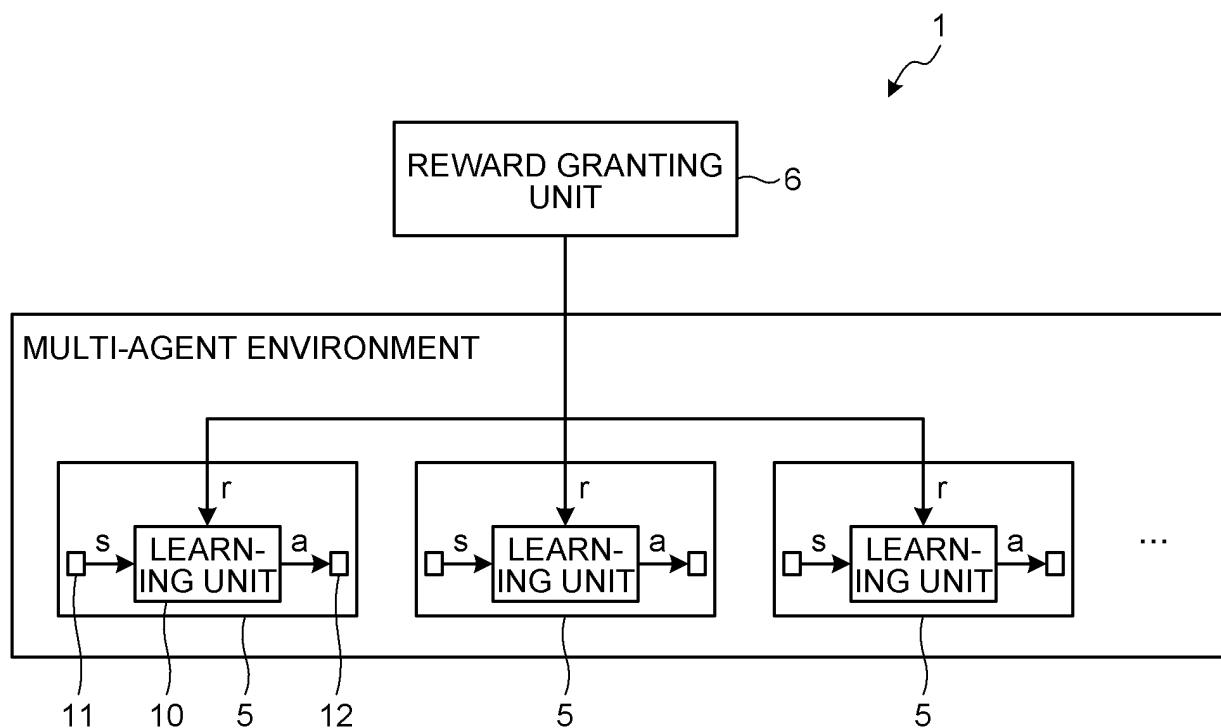 1
REWARD GRANTING
UNIT
6
MULTI-AGENT ENVIRONMENT
r
r
r
s
LEARN-
ING UNIT
a
s
LEARN-
ING UNIT
a
s
LEARN-
ING UNIT
a
...
11
10
5
12
5
5